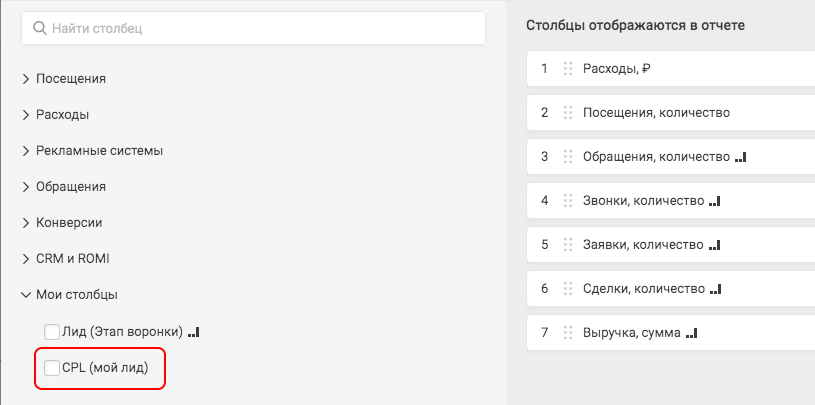 Найти столбец
Посещения
Расходы
Рекламные системы
Обращения
Конверсии
CRM и ROMI
Мои столбцы
Лид (Этап воронки)
CPL (мой лид)
Столбцы отображаются в отчете
1 Расходы, ₽
2 Посещения, количество
3 Обращения, количество
4 Звонки, количество
5 Заявки, количество
6 Сделки, количество
7 Выручка, сумма